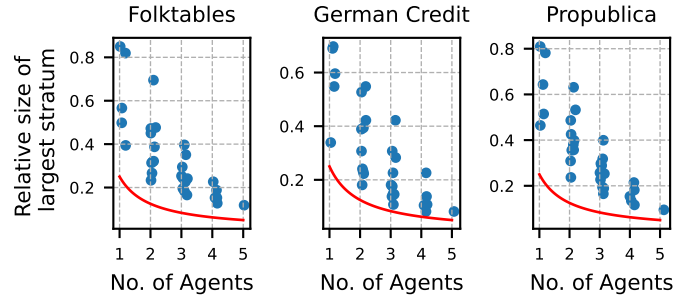 Folktables
German Credit
Propublica
Relative size of
largest stratum
0.8
0.6
0.4
0.2
1 2 3 4 5
No. of Agents
0.6
0.4
0.2
1 2 3 4 5
No. of Agents
0.8
0.6
0.4
0.2
1 2 3 4 5
No. of Agents